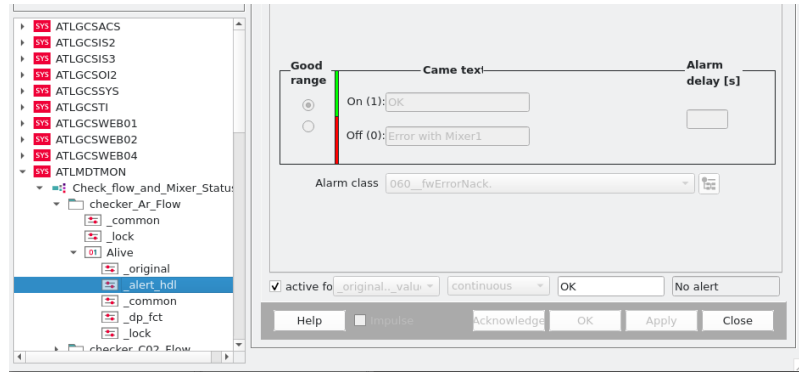 SYS ATLGCSACS
SYS ATLGCSIS2
SYS ATLGCSIS3
SYS ATLGCSOI2
SYS ATLGCSSYS
SYS ATLGCSTI
SYS ATLGCSWEB01
SYS ATLGCSWEB02
SYS ATLGCSWEB04
SYS ATLMDTMON
Check_flow_and_Mixer_Status
checker_Ar_Flow
_common
_lock
01 Alive
_original
_alert_hdl
_common
_dp_fct
_lock
checker_C02_Flow
Good range
Came text
Alarm delay [s]
On (1): OK
Off (0): Error with Mixer1
Alarm class 060__fwErrorNack.
active fo _original.._valu continuous OK No alert
Help Impulse Acknowledge OK Apply Close